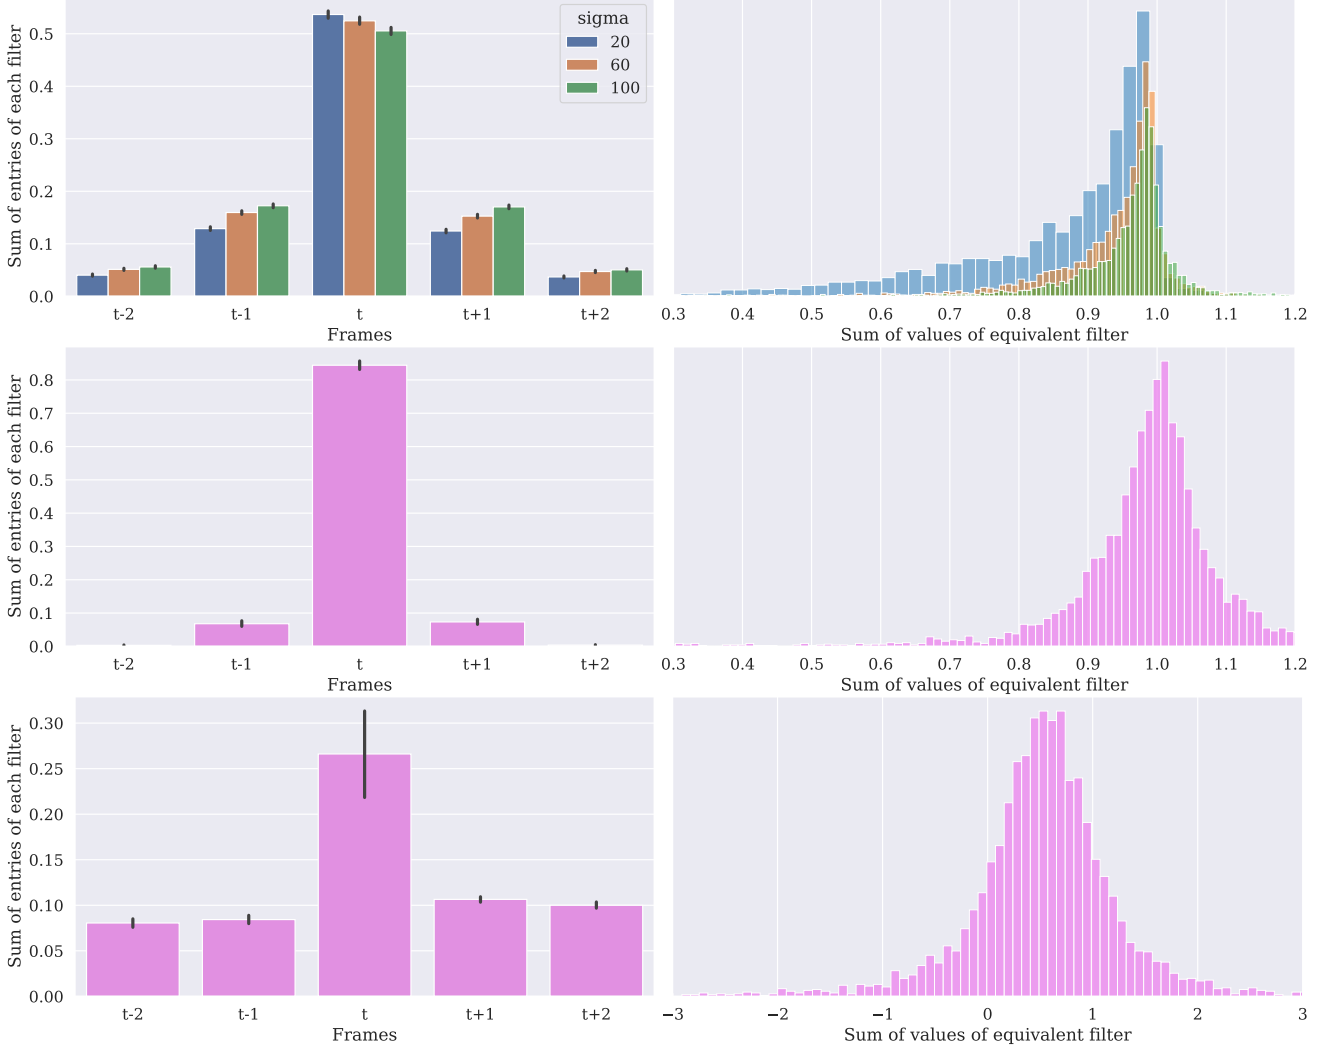 Sum of entries of each filter
0.5
0.4
0.3
0.2
0.1
0.0
sigma
20
60
100
t-2 t-1 t t+1 t+2
Frames
0.3 0.4 0.5 0.6 0.7 0.8 0.9 1.0 1.1 1.2
Sum of values of equivalent filter
Sum of entries of each filter
0.8
0.7
0.6
0.5
0.4
0.3
0.2
0.1
0.0
t-2 t-1 t t+1 t+2
Frames
0.3 0.4 0.5 0.6 0.7 0.8 0.9 1.0 1.1 1.2
Sum of values of equivalent filter
Sum of entries of each filter
0.30
0.25
0.20
0.15
0.10
0.05
0.00
t-2 t-1 t t+1 t+2
Frames
−3 −2 −1 0 1 2 3
Sum of values of equivalent filter